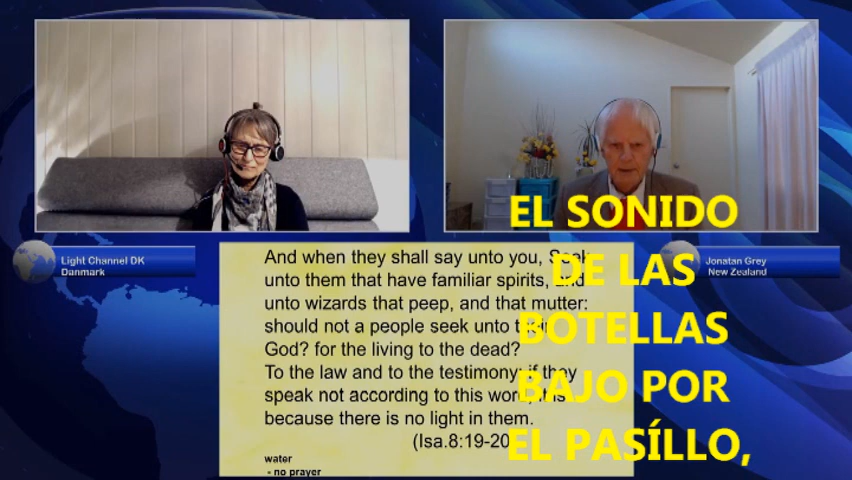 Light Channel DK
Danmark
Jonatan Grey
New Zealand
And when they shall say unto you, Seek
unto them that have familiar spirits, and
unto wizards that peep, and that mutter:
should not a people seek unto their
God? for the living to the dead?
To the law and to the testimony: if they
speak not according to this word, it is
because there is no light in them.
(Isa.8:19-20
water
- no prayer
EL SONIDO
DE LAS
BOTELLAS
BAJO POR
EL PASÍLLO,